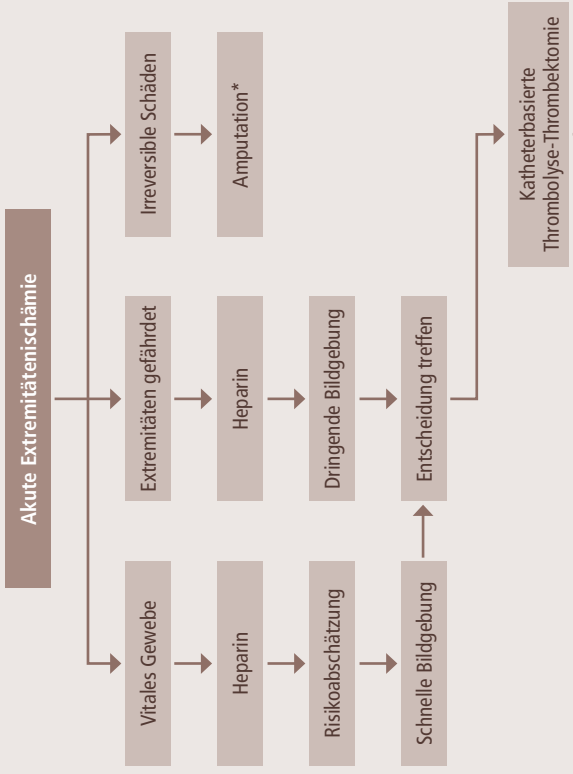 Akute Extremitätenischämie
Vitales Gewebe
Heparin
Risikoabschätzung
Schnelle Bildgebung
Extremitäten gefährdet
Heparin
Dringende Bildgebung
Entscheidung treffen
Irreversible Schäden
Amputation*
Katheterbasierte
Thrombolyse-Thrombektomie